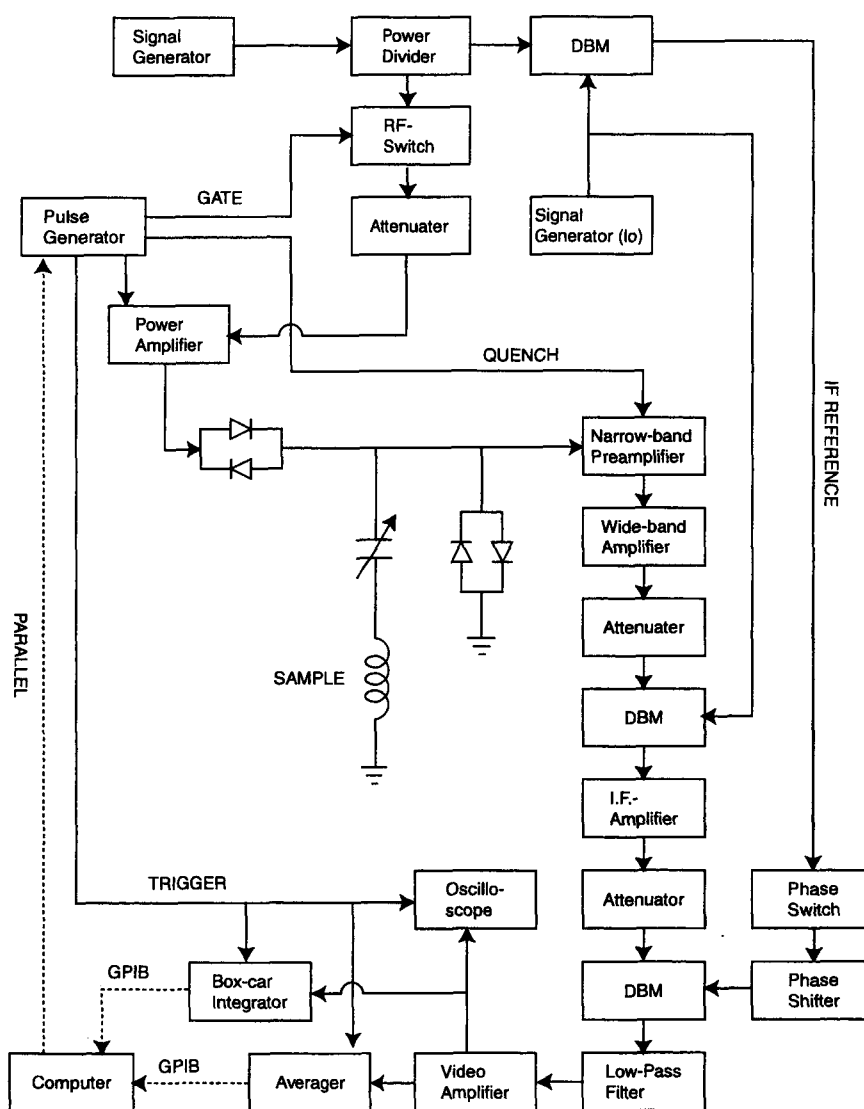 Signal
Generator
Power
Divider
DBM
RF-
Switch
GATE
Pulse
Generator
Attenuater
Signal
Generator (lo)
Power
Amplifier
QUENCH
IF REFERENCE
Narrow-band
Preamplifier
Wide-band
Amplifier
PARALLEL
Attenuater
SAMPLE
DBM
I.F.-
Amplifier
TRIGGER
Oscillo-
scope
Attenuator
Phase
Switch
GPIB
Box-car
Integrator
DBM
Phase
Shifter
Computer
GPIB
Averager
Video
Amplifier
Low-Pass
Filter